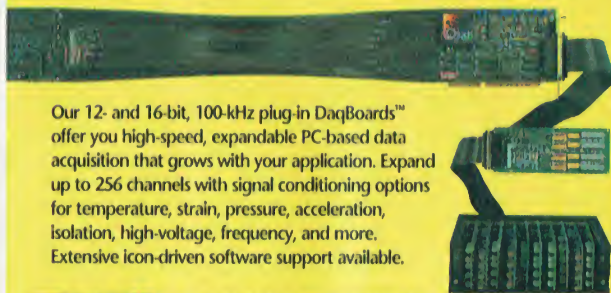 Our 12- and 16-bit, 100-kHz plug-in DaqBoards™
offer you high-speed, expandable PC-based data
acquisition that grows with your application. Expand
up to 256 channels with signal conditioning options
for temperature, strain, pressure, acceleration,
isolation, high-voltage, frequency, and more.
Extensive icon-driven software support available.